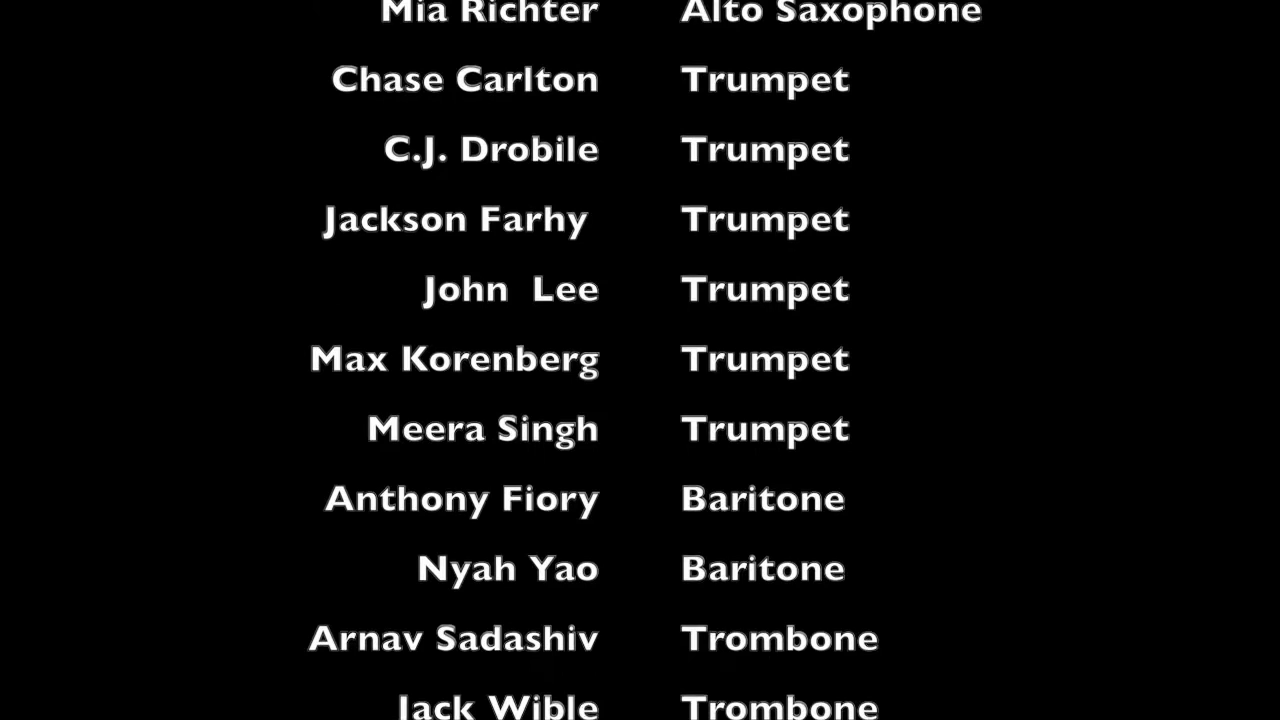 Mia Richter Alto Saxophone
Chase Carlton Trumpet
C.J. Drobile Trumpet
Jackson Farhy Trumpet
John Lee Trumpet
Max Korenberg Trumpet
Meera Singh Trumpet
Anthony Fiory Baritone
Nyah Yao Baritone
Arnav Sadashiv Trombone
Jack Wible Trombone